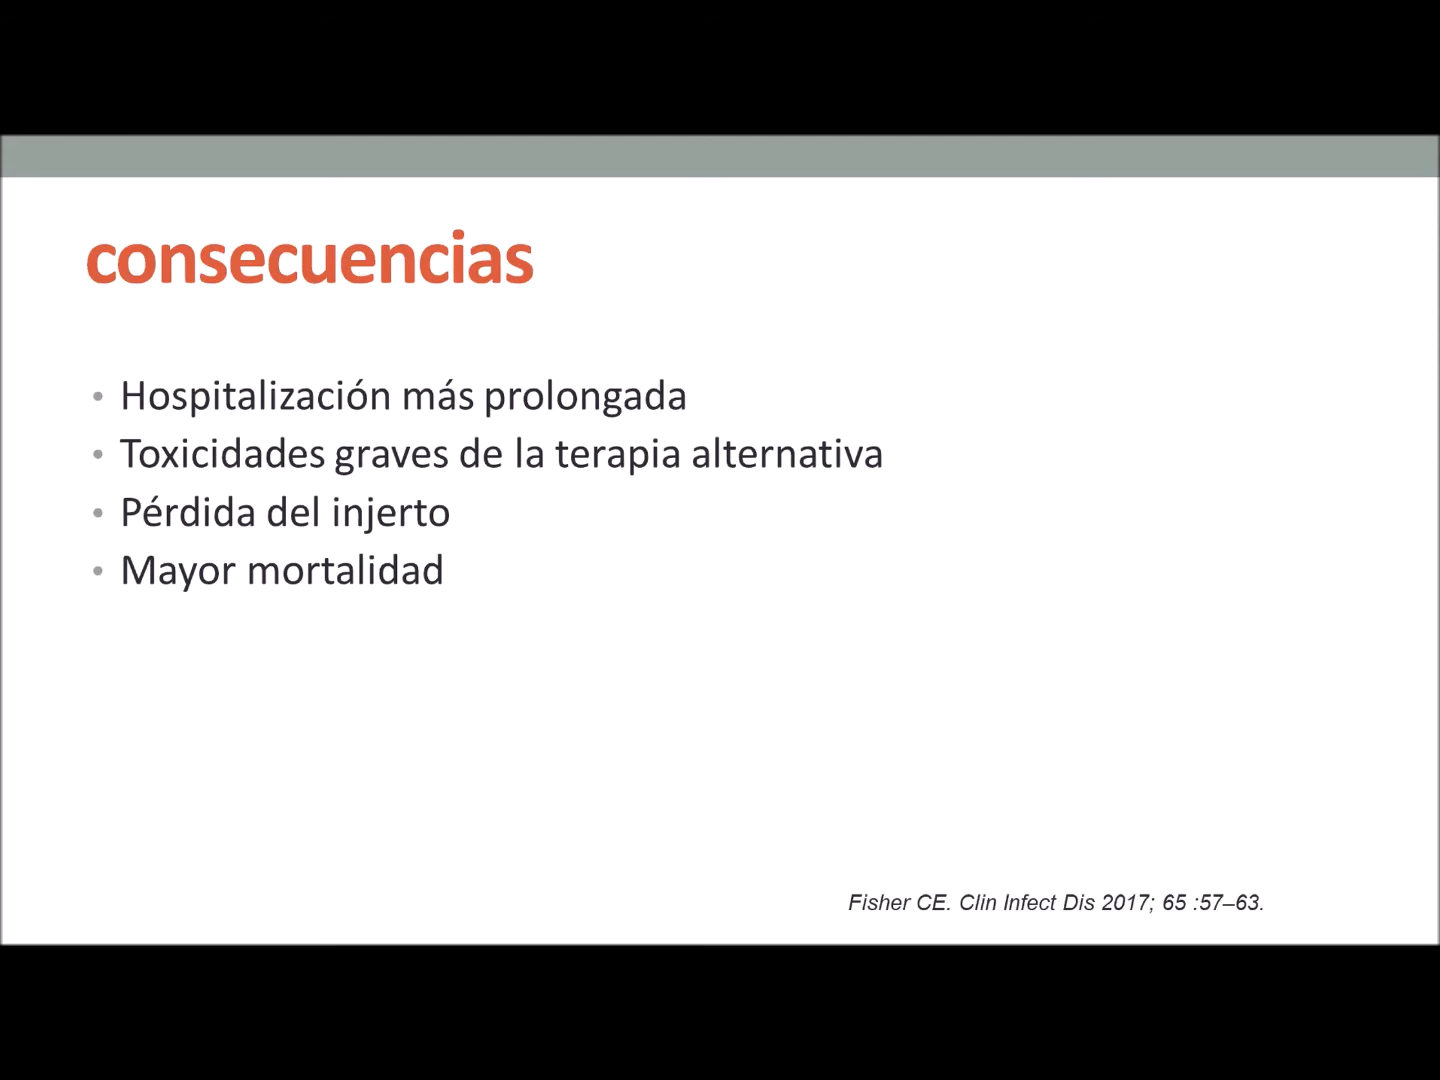 consecuencias
• Hospitalización más prolongada
• Toxicidades graves de la terapia alternativa
• Pérdida del injerto
• Mayor mortalidad
Fisher CE. Clin Infect Dis 2017; 65 :57–63.